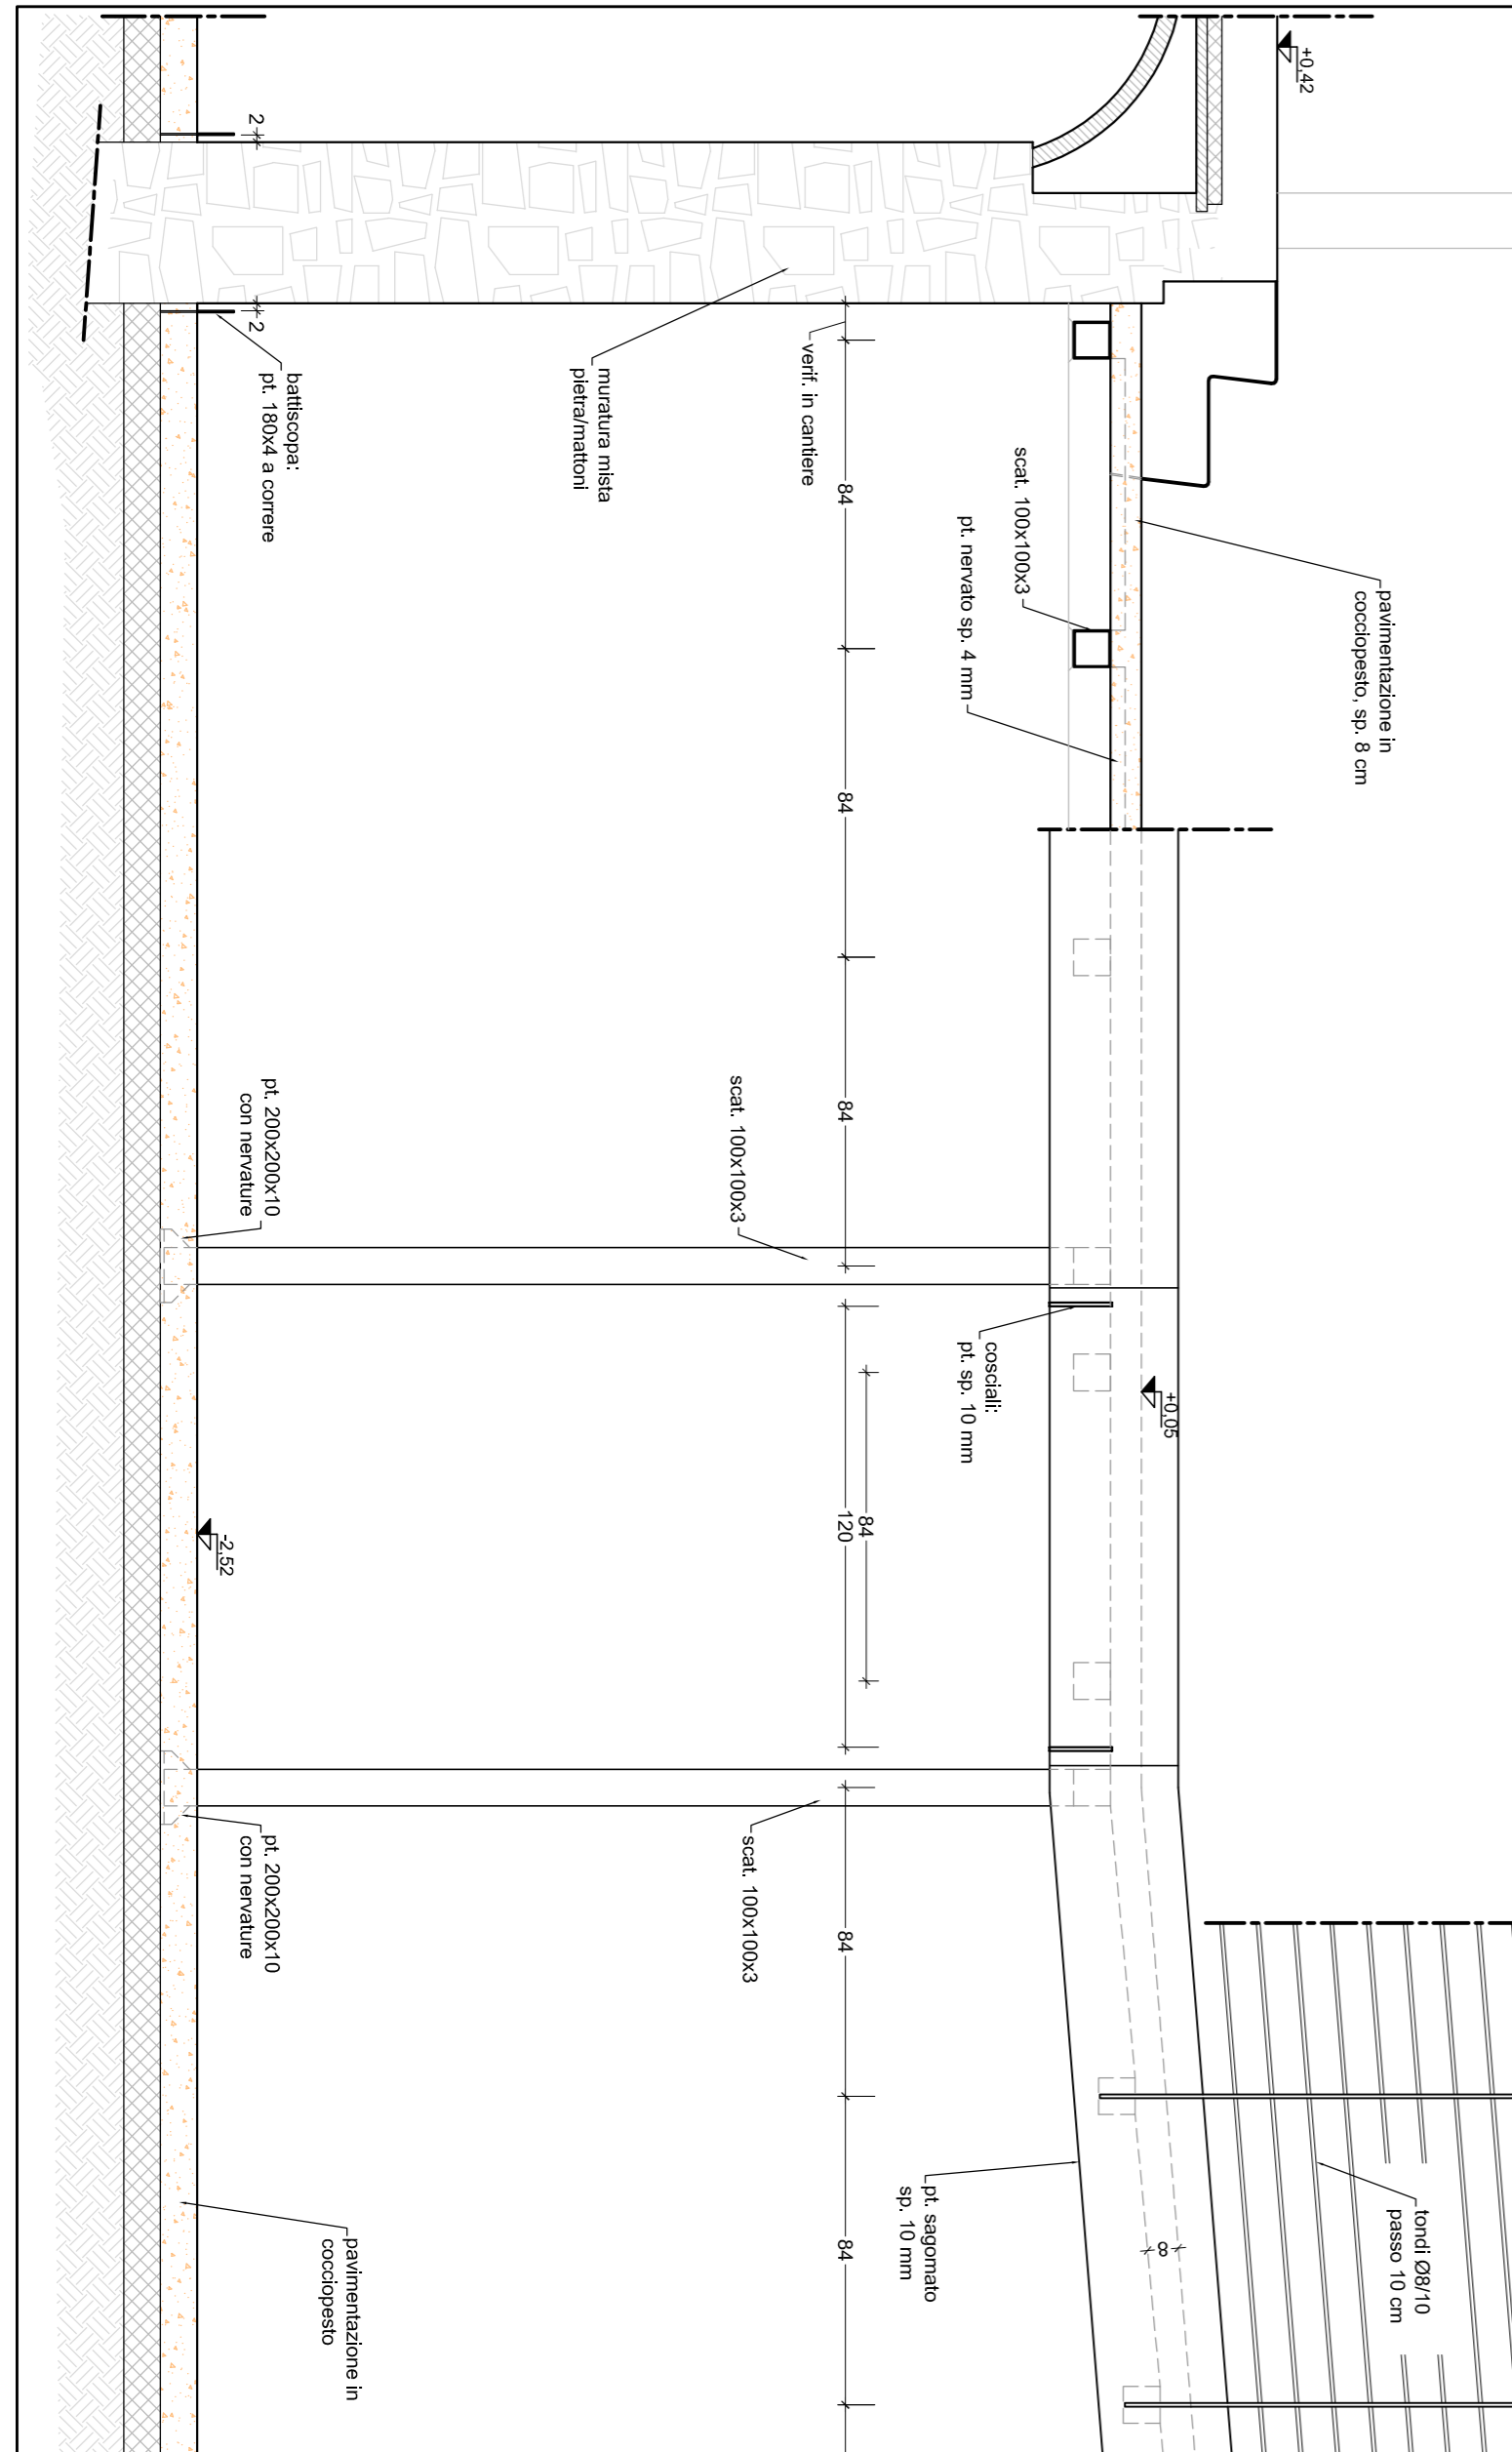 +0,42
pavimentazione in
cocciopesto, sp. 8 cm
scat. 100x100x3
pt. nervato sp. 4 mm
verif. in cantiere
84
84
84
muratura mista
pietra/mattoni
2
2
battiscopa:
pt. 180x4 a correre
scat. 100x100x3
pt. 200x200x10
con nervature
+0,05
cosciali:
pt. sp. 10 mm
84
120
-2,52
scat. 100x100x3
pt. 200x200x10
con nervature
84
84
tondi Ø8/10
passo 10 cm
8
pt. sagomato
sp. 10 mm
pavimentazione in
cocciopesto